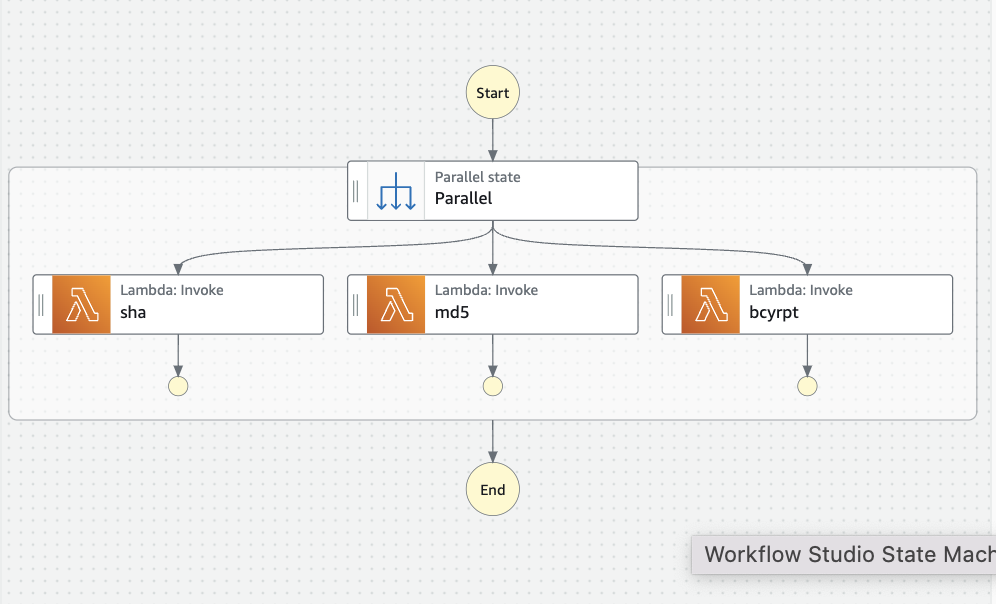 Start
Parallel state
Parallel
Lambda: Invoke
sha
Lambda: Invoke
md5
Lambda: Invoke
bcyrpt
End
Workflow Studio State Mach